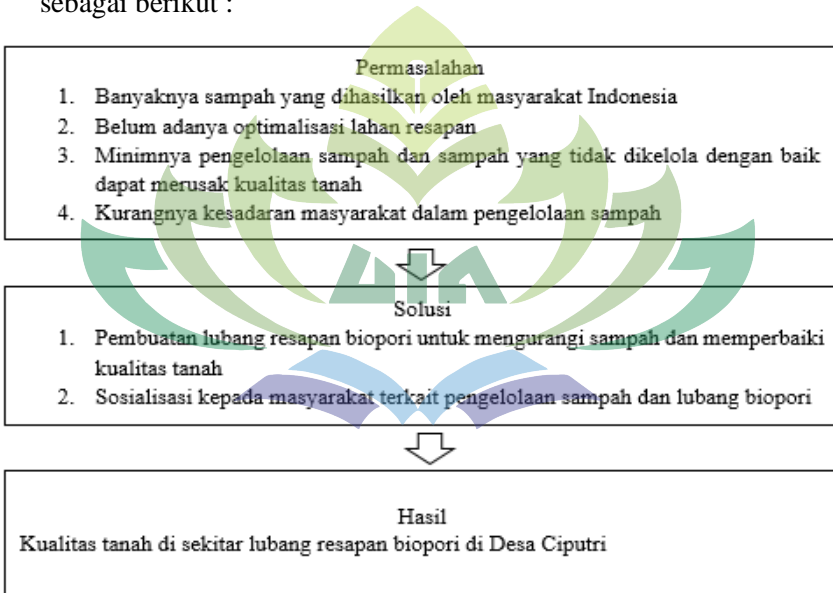 sebagai berikut :
Permasalahan
1. Banyaknya sampah yang dihasilkan oleh masyarakat Indonesia
2. Belum adanya optimalisasi lahan resapan
3. Minimnya pengelolaan sampah dan sampah yang tidak dikelola dengan baik
dapat merusak kualitas tanah
4. Kurangnya kesadaran masyarakat dalam pengelolaan sampah
UIN
Solusi
1. Pembuatan lubang resapan biopori untuk mengurangi sampah dan memperbaiki
kualitas tanah
2. Sosialisasi kepada masyarakat terkait pengelolaan sampah dan lubang biopori
Hasil
Kualitas tanah di sekitar lubang resapan biopori di Desa Ciputri